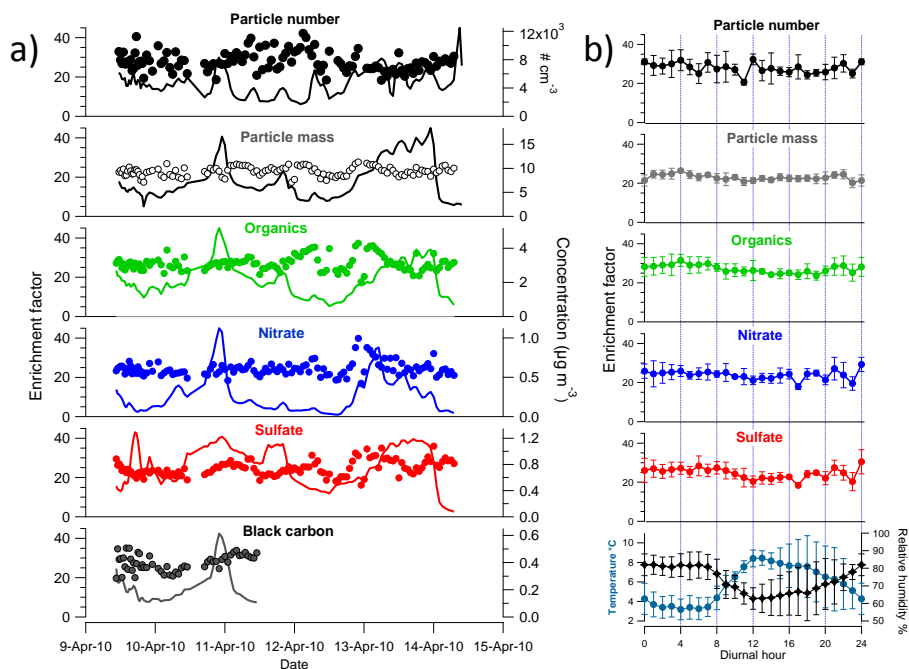 a)
Particle number
40
20
0
12x10³
8
4
0
# cm⁻³
Particle mass
40
20
0
15
10
5
0
Organics
40
20
0
4
2
0
Nitrate
40
20
0
1.0
0.5
0.0
Sulfate
40
20
0
1.2
0.8
0.4
0.0
Black carbon
40
20
0
0.6
0.4
0.2
0.0
Enrichment factor
Enrichment factor
Concentration (µg m⁻³)
9-Apr-10 10-Apr-10 11-Apr-10 12-Apr-10 13-Apr-10 14-Apr-10 15-Apr-10
Date
b)
Particle number
40
20
0
Particle mass
40
20
0
Organics
40
20
0
Nitrate
40
20
0
Sulfate
40
20
0
Enrichment factor
Enrichment factor
Temperature °C
8
6
4
2
100
90
80
70
60
50
Relative humidity %
0 4 8 12 16 20 24
Diurnal hour